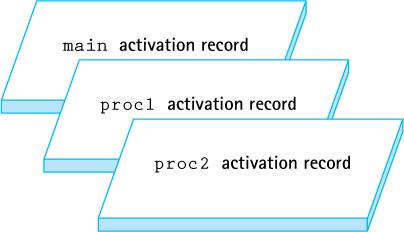 main activation record
proc1 activation record
proc2 activation record